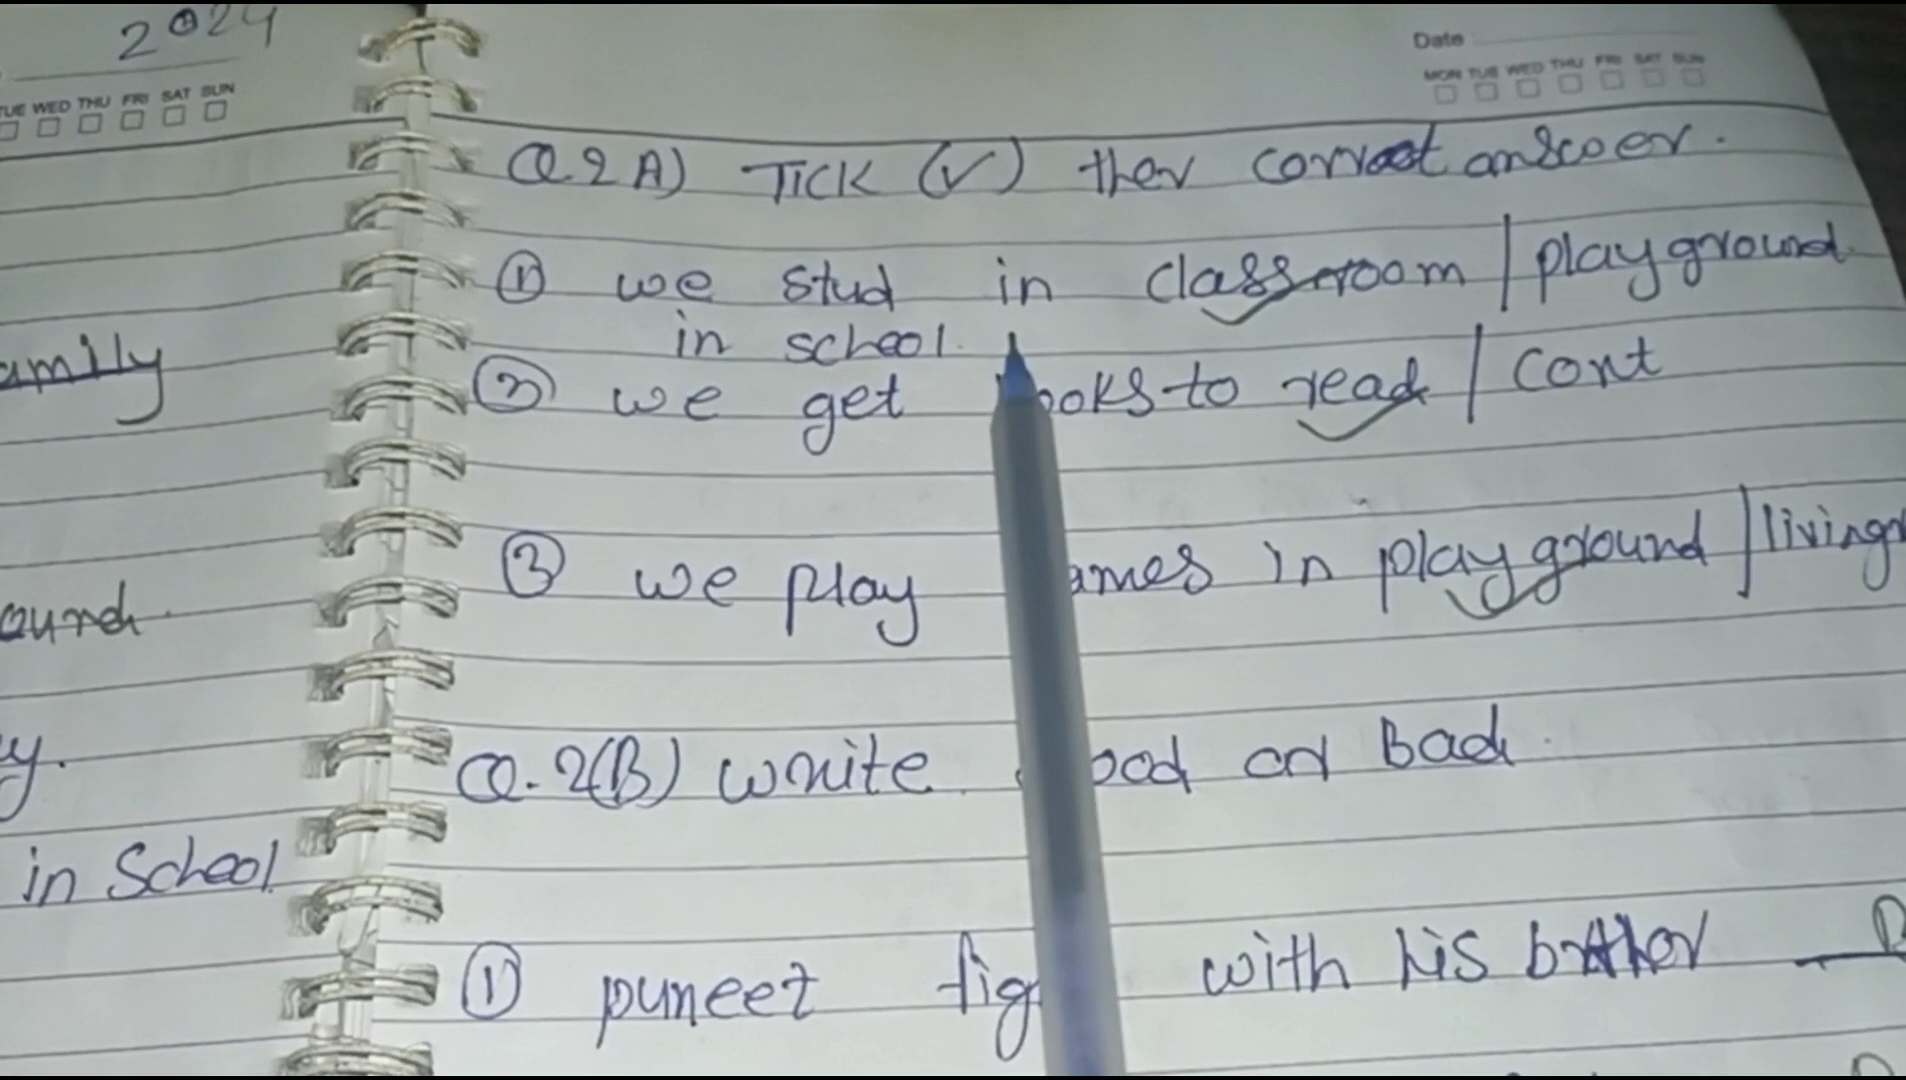 2024
TUE WED THU FRI SAT SUN
amily
ound.
y.
in School
Date
MON TUE WED THU FRI SAT SUN
Q.2 A) TICK (✓) ther correct answer.
① we stud in classroom / playground
in school.
② we get ooks to read / cont
③ we play ames in playground / living
Q.2(B) write ood or Bad.
① puneet fig with his brother